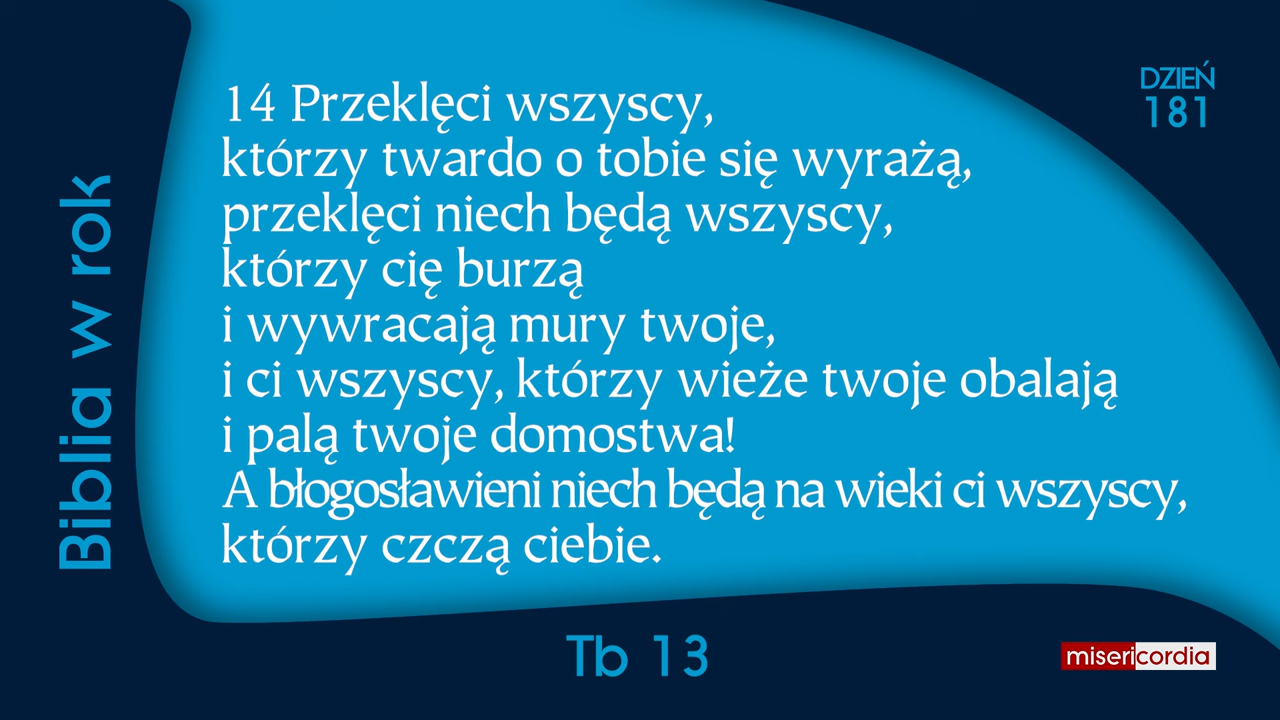 DZIEŃ
181
14 Przeklęci wszyscy,
którzy twardo o tobie się wyrażą,
przeklęci niech będą wszyscy,
którzy cię burzą
i wywracają mury twoje,
i ci wszyscy, którzy wieże twoje obalają
i palą twoje domostwa!
A błogosławieni niech będą na wieki ci wszyscy,
którzy czczą ciebie.
Biblia w rok
Tb 13
misericordia